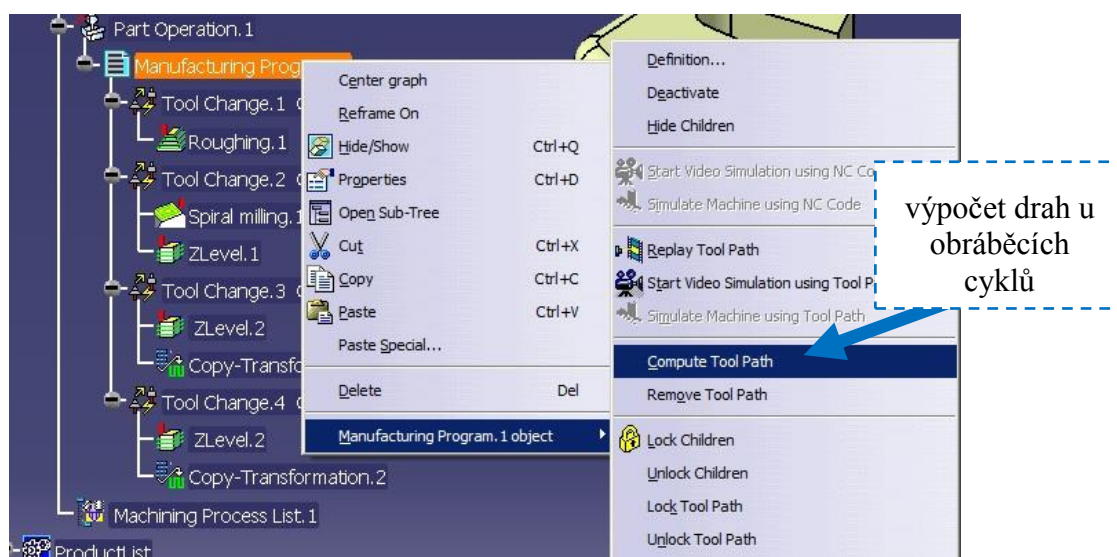 Part Operation.1
Manufacturing Prog
Tool Change.1
Roughing.1
Tool Change.2
Spiral milling.1
ZLevel.1
Tool Change.3
ZLevel.2
Copy-Transfo
Tool Change.4
ZLevel.2
Copy-Transformation.2
Machining Process List.1
ProductList
Center graph
Reframe On
Hide/Show Ctrl+Q
Properties Ctrl+D
Open Sub-Tree
Cut Ctrl+X
Copy Ctrl+C
Paste Ctrl+V
Paste Special...
Delete Del
Manufacturing Program.1 object
Definition...
Deactivate
Hide Children
Start Video Simulation using NC Co
Simulate Machine using NC Code
Replay Tool Path
Start Video Simulation using Tool P
Simulate Machine using Tool Path
Compute Tool Path
Remove Tool Path
Lock Children
Unlock Children
Lock Tool Path
Unlock Tool Path
výpočet drah u
obráběcích
cyklů